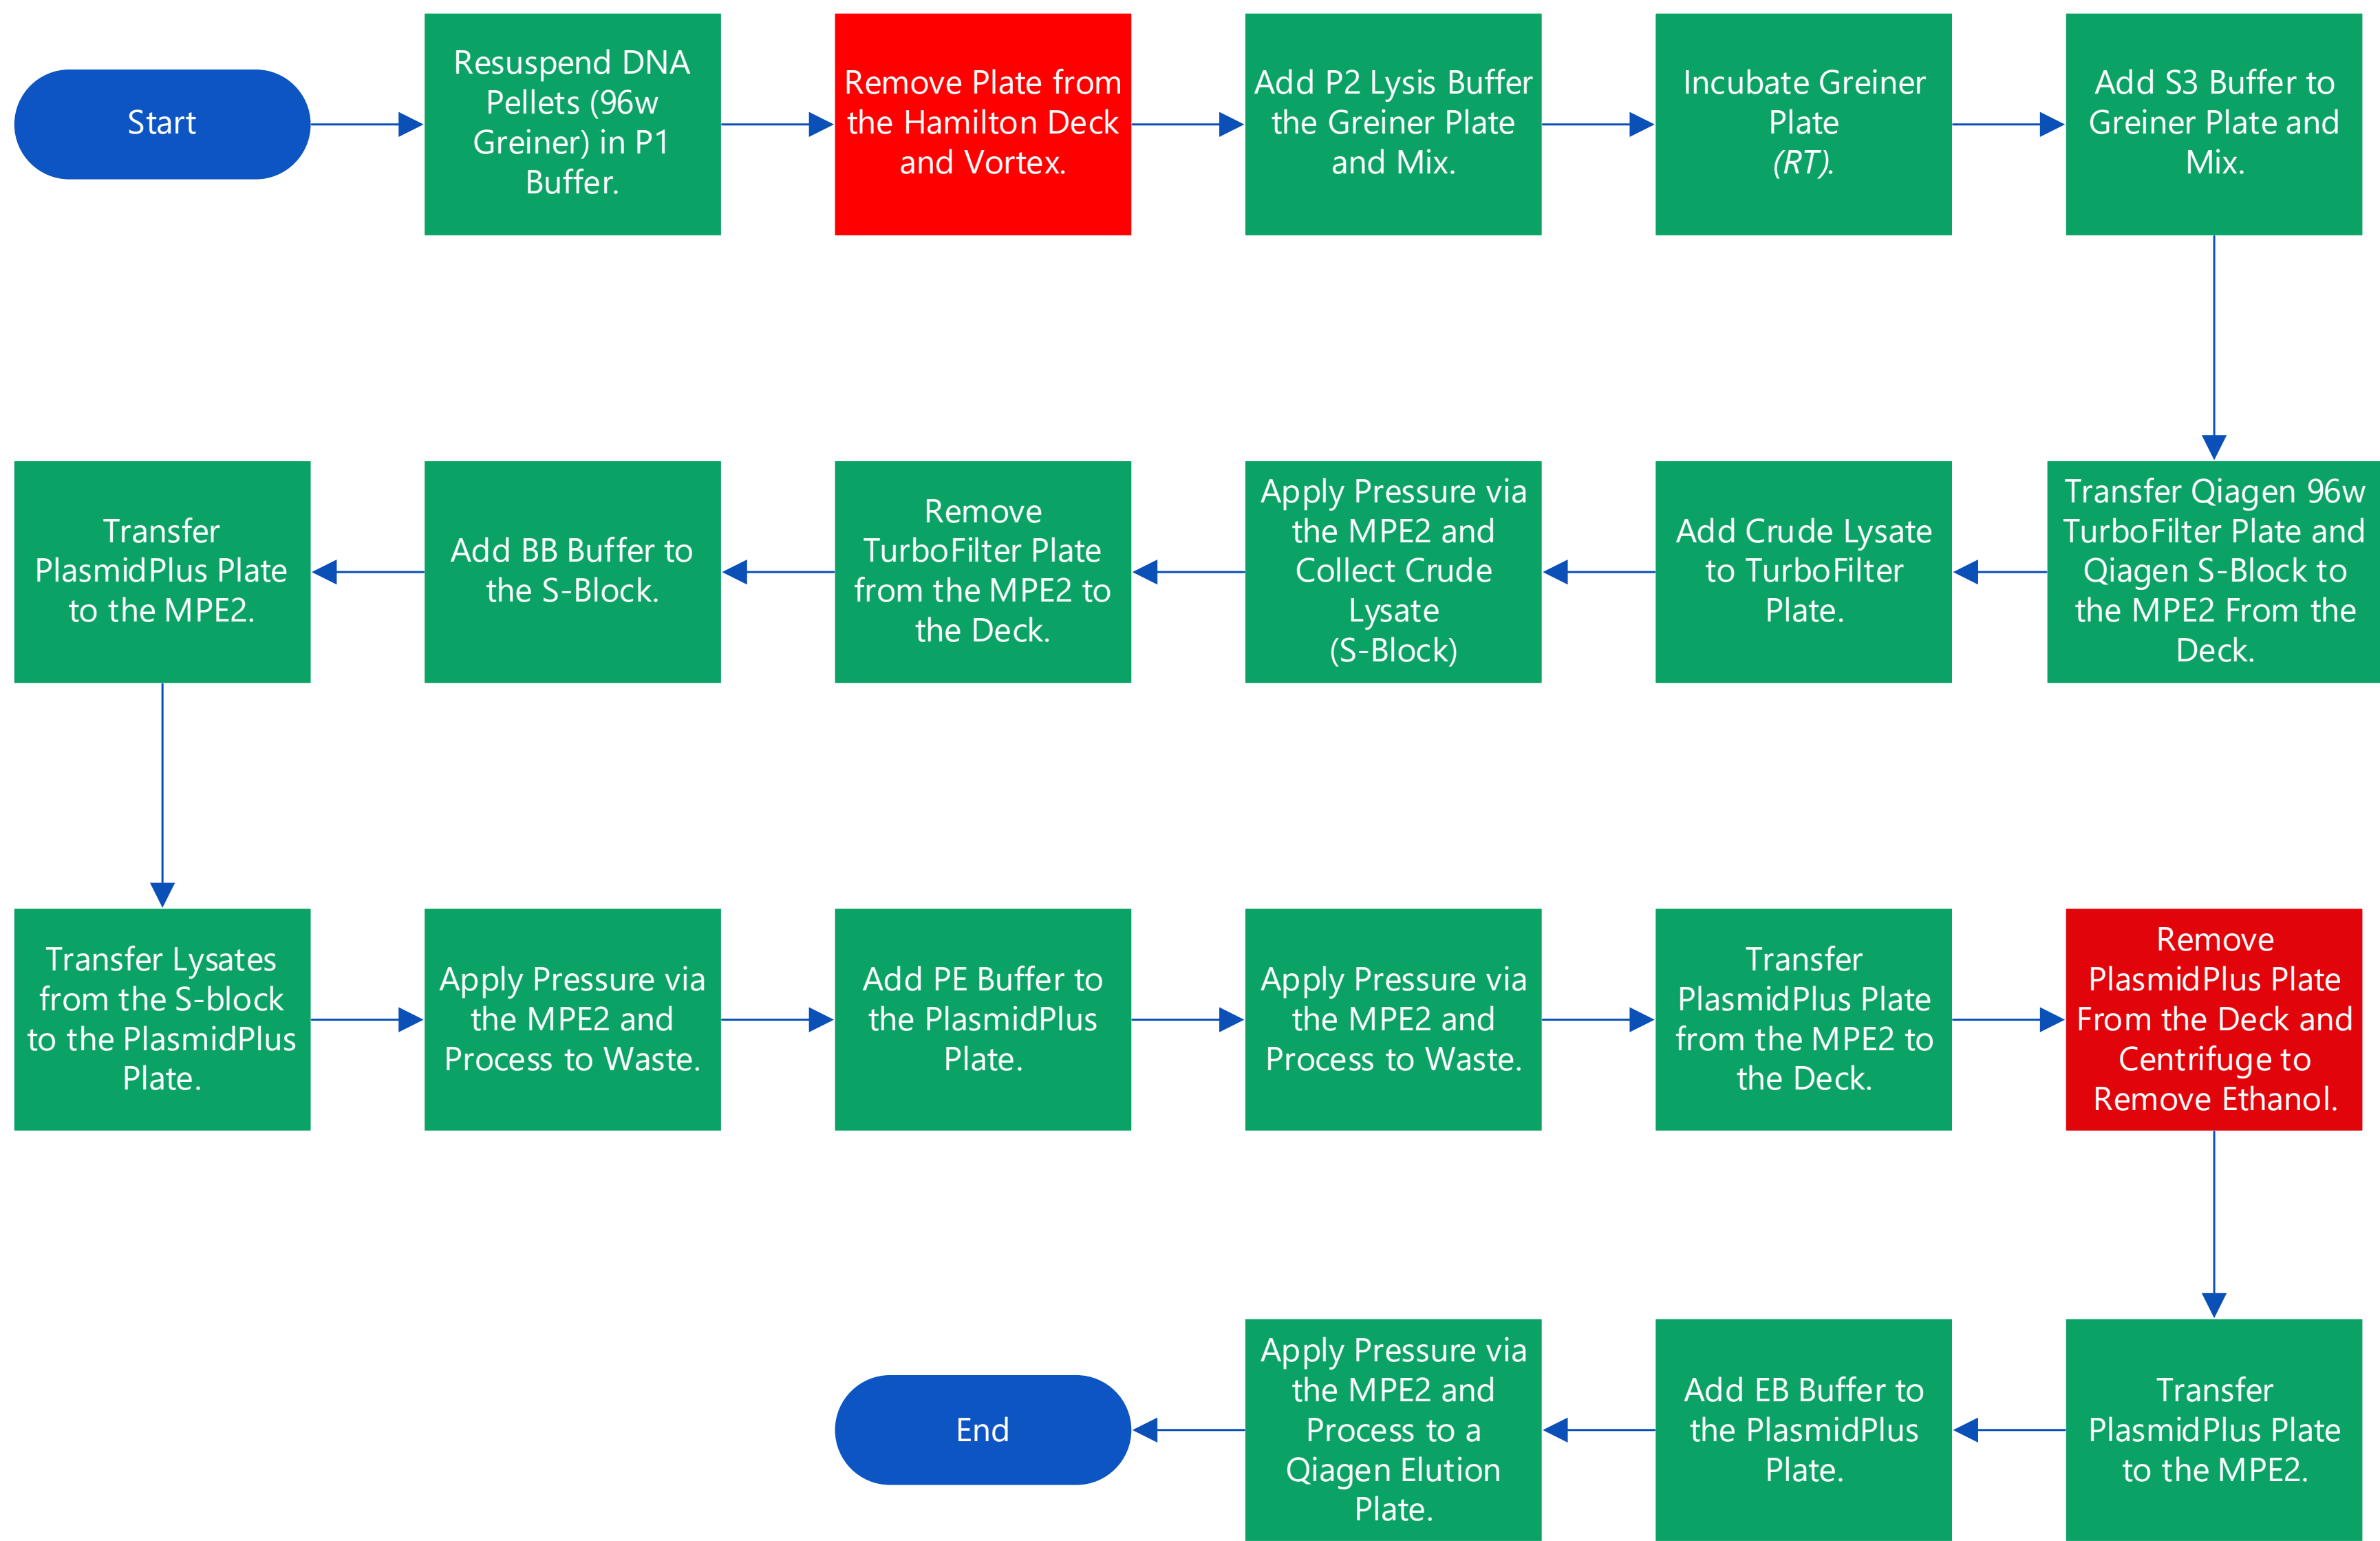 Start
Resuspend DNA
Pellets (96w
Greiner) in P1
Buffer.
Remove Plate from
the Hamilton Deck
and Vortex.
Add P2 Lysis Buffer
the Greiner Plate
and Mix.
Incubate Greiner
Plate
(RT).
Add S3 Buffer to
Greiner Plate and
Mix.
Transfer Qiagen 96w
TurboFilter Plate and
Qiagen S-Block to
the MPE2 From the
Deck.
Add Crude Lysate
to TurboFilter
Plate.
Apply Pressure via
the MPE2 and
Collect Crude
Lysate
(S-Block)
Remove
TurboFilter Plate
from the MPE2 to
the Deck.
Add BB Buffer to
the S-Block.
Transfer
PlasmidPlus Plate
to the MPE2.
Transfer Lysates
from the S-block
to the PlasmidPlus
Plate.
Apply Pressure via
the MPE2 and
Process to Waste.
Add PE Buffer to
the PlasmidPlus
Plate.
Apply Pressure via
the MPE2 and
Process to Waste.
Transfer
PlasmidPlus Plate
from the MPE2 to
the Deck.
Remove
PlasmidPlus Plate
From the Deck and
Centrifuge to
Remove Ethanol.
Transfer
PlasmidPlus Plate
to the MPE2.
Add EB Buffer to
the PlasmidPlus
Plate.
Apply Pressure via
the MPE2 and
Process to a
Qiagen Elution
Plate.
End